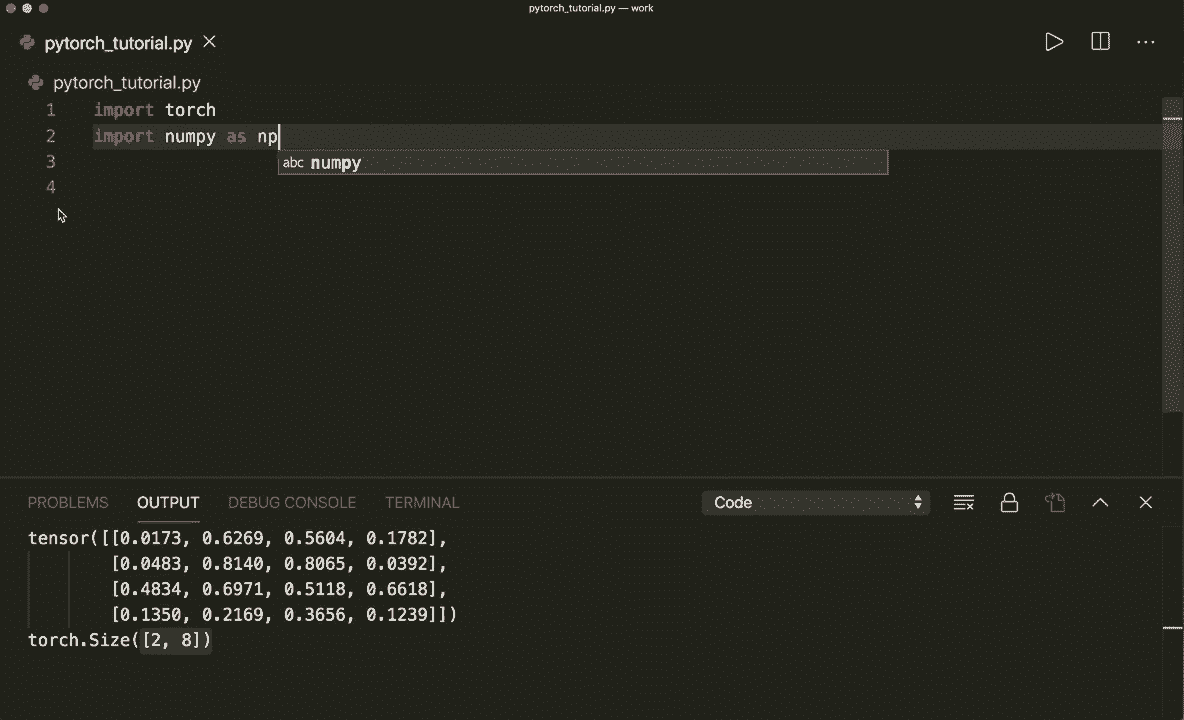 pytorch_tutorial.py — work
pytorch_tutorial.py
pytorch_tutorial.py
1 import torch
2 import numpy as np
abc numpy
3
4
PROBLEMS OUTPUT DEBUG CONSOLE TERMINAL Code
tensor([[0.0173, 0.6269, 0.5604, 0.1782],
[0.0483, 0.8140, 0.8065, 0.0392],
[0.4834, 0.6971, 0.5118, 0.6618],
[0.1350, 0.2169, 0.3656, 0.1239]])
torch.Size([2, 8])